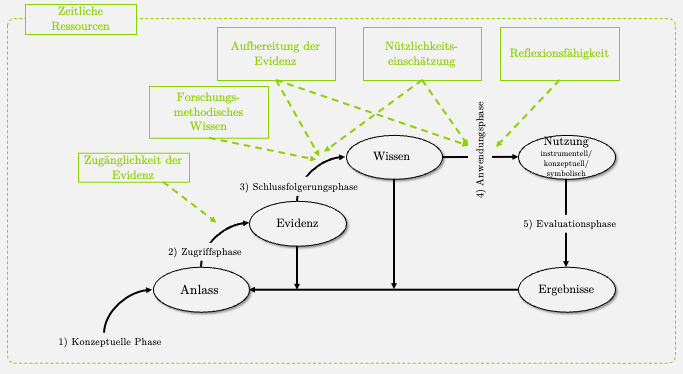 Zeitliche
Ressourcen
Aufbereitung der
Evidenz
Nützlichkeits-
einschätzung
Reflexionsfähigkeit
Forschungs-
methodisches
Wissen
Zugänglichkeit der
Evidenz
4) Anwendungsphase
Wissen
Nutzung
instrumentell/
konzeptuell/
symbolisch
3) Schlussfolgerungsphase
Evidenz
5) Evaluationsphase
2) Zugriffsphase
Anlass
Ergebnisse
1) Konzeptuelle Phase